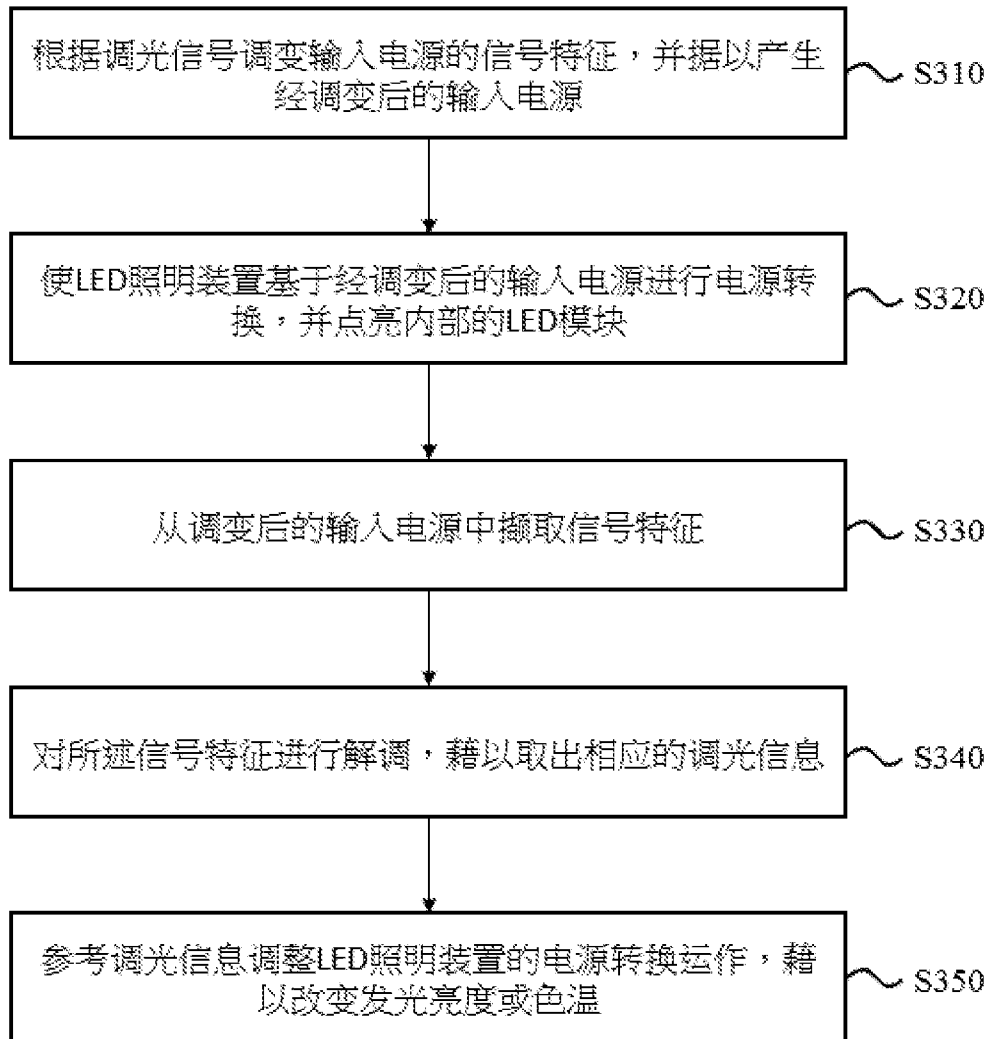 根据调光信号调变输入电源的信号特征，并据以产生
经调变后的输入电源
S310
使LED照明装置基于经调变后的输入电源进行电源转
换，并点亮内部的LED模块
S320
从调变后的输入电源中撷取信号特征
S330
对所述信号特征进行解调，藉以取出相应的调光信息
S340
参考调光信息调整LED照明装置的电源转换运作，藉
以改变发光亮度或色温
S350